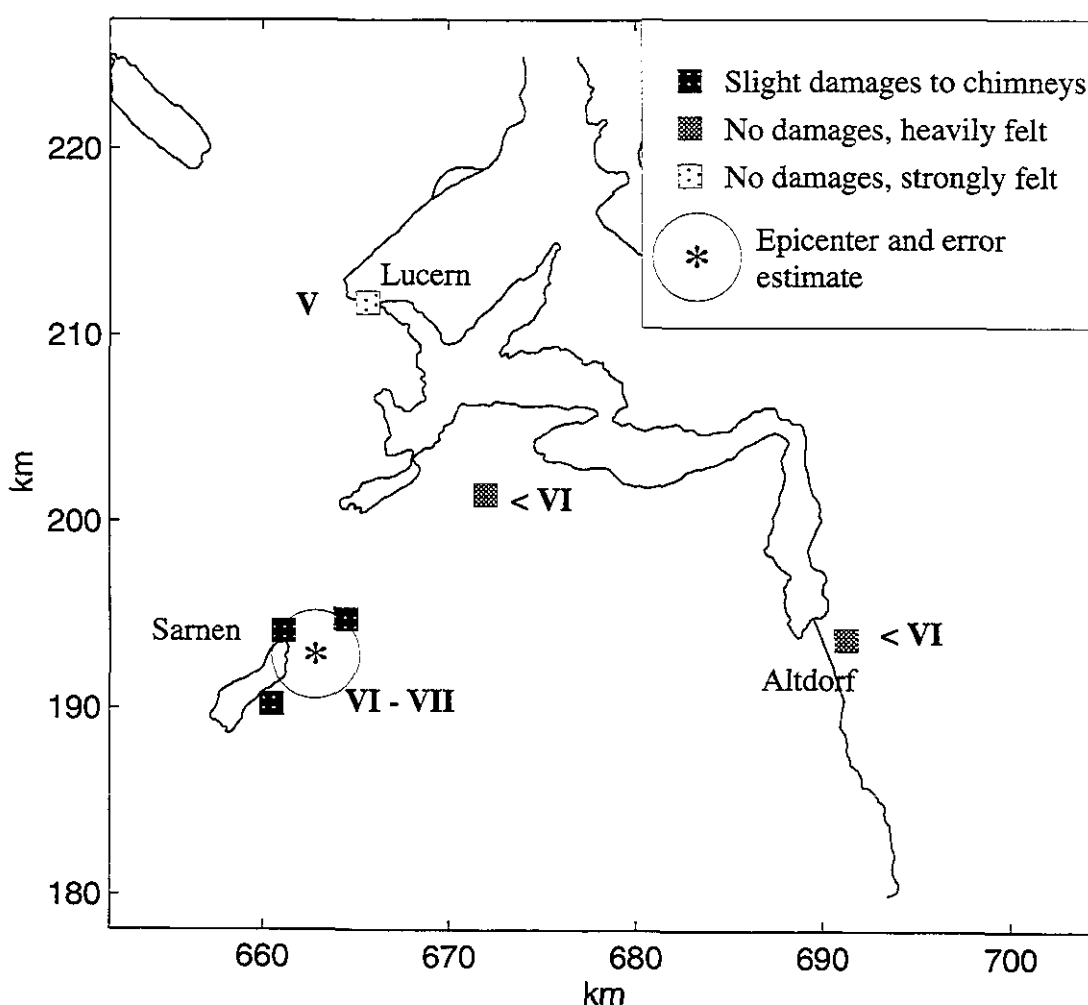 Slight damages to chimneys
No damages, heavily felt
No damages, strongly felt
Epicenter and error
estimate
220
210
200
190
180
km
Lucern
V
< VI
Sarnen
VI - VII
< VI
Altdorf
660
670
680
690
700
km